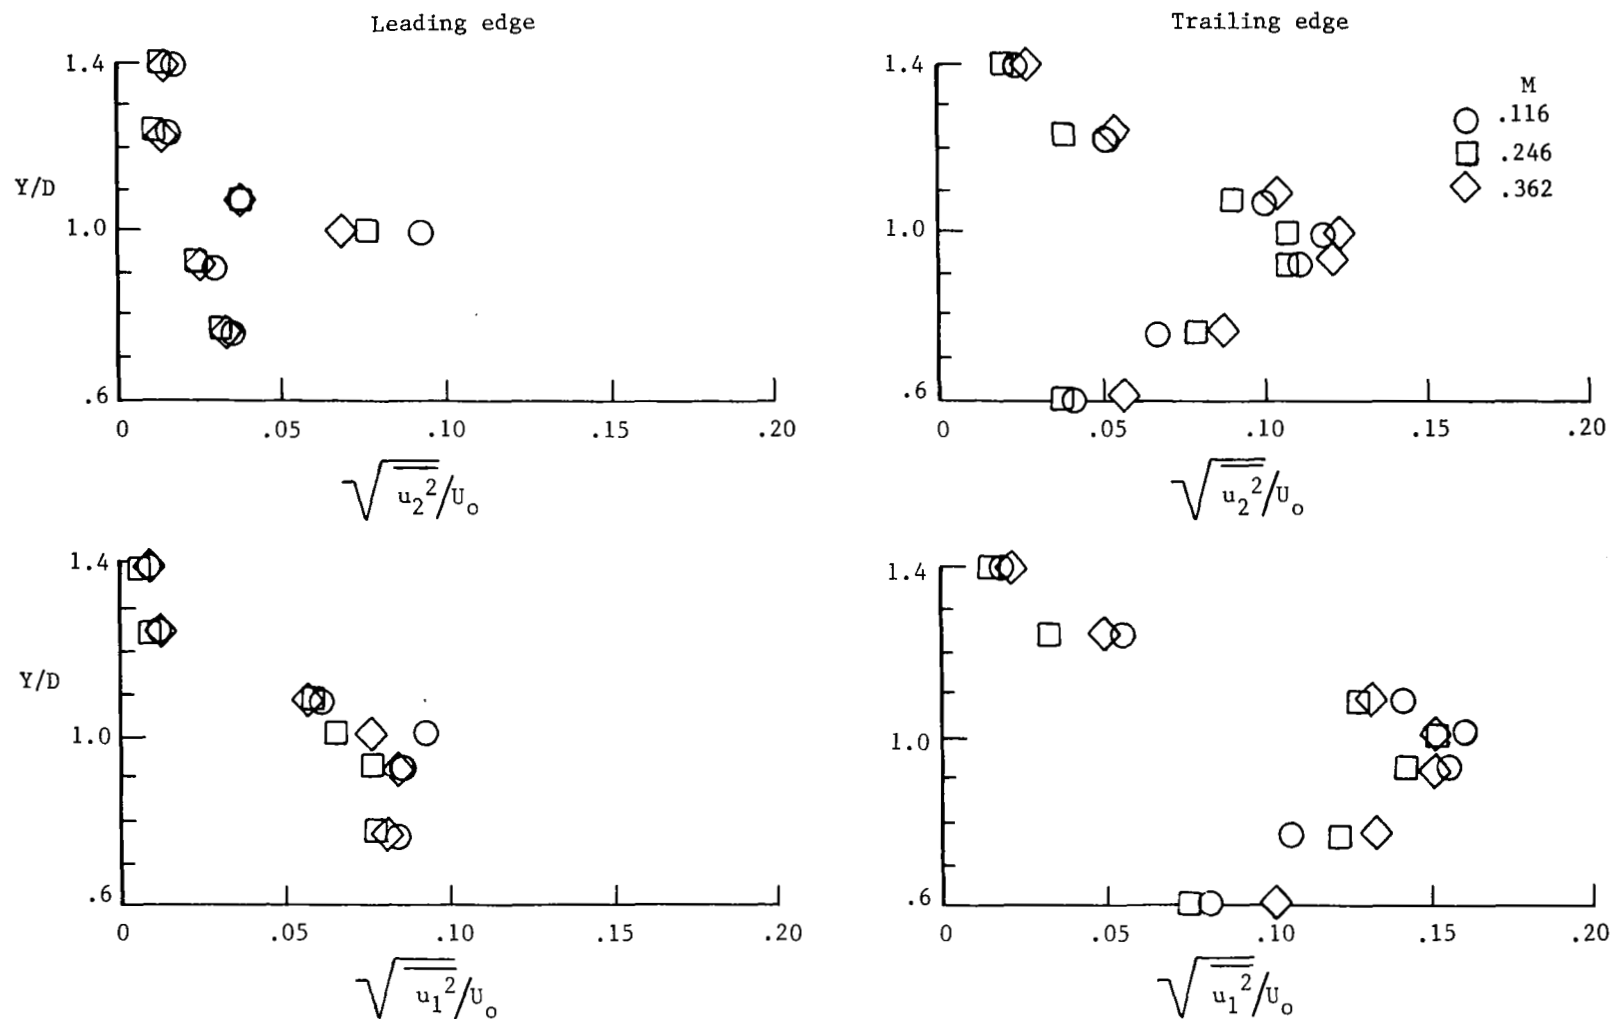 Leading edge
Trailing edge
1.4
Y/D
1.0
.6
0 .05 .10 .15 .20
√u₂²/Uₒ
1.4
1.0
.6
0 .05 .10 .15 .20
√u₂²/Uₒ
M
.116
.246
.362
1.4
Y/D
1.0
.6
0 .05 .10 .15 .20
√u₁²/Uₒ
1.4
1.0
.6
0 .05 .10 .15 .20
√u₁²/Uₒ